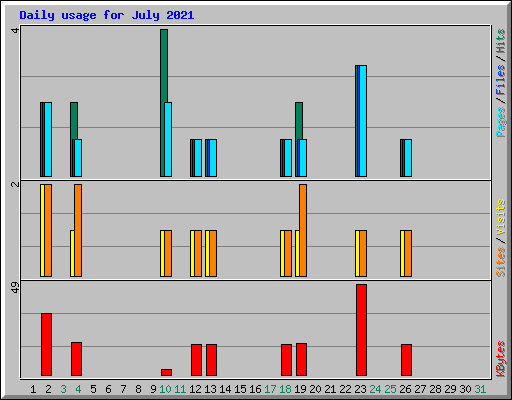 Daily usage for July 2021
4
2
49
Pages / Files / Hits
Sites / Visits
KBytes
1 2 3 4 5 6 7 8 9 10 11 12 13 14 15 16 17 18 19 20 21 22 23 24 25 26 27 28 29 30 31